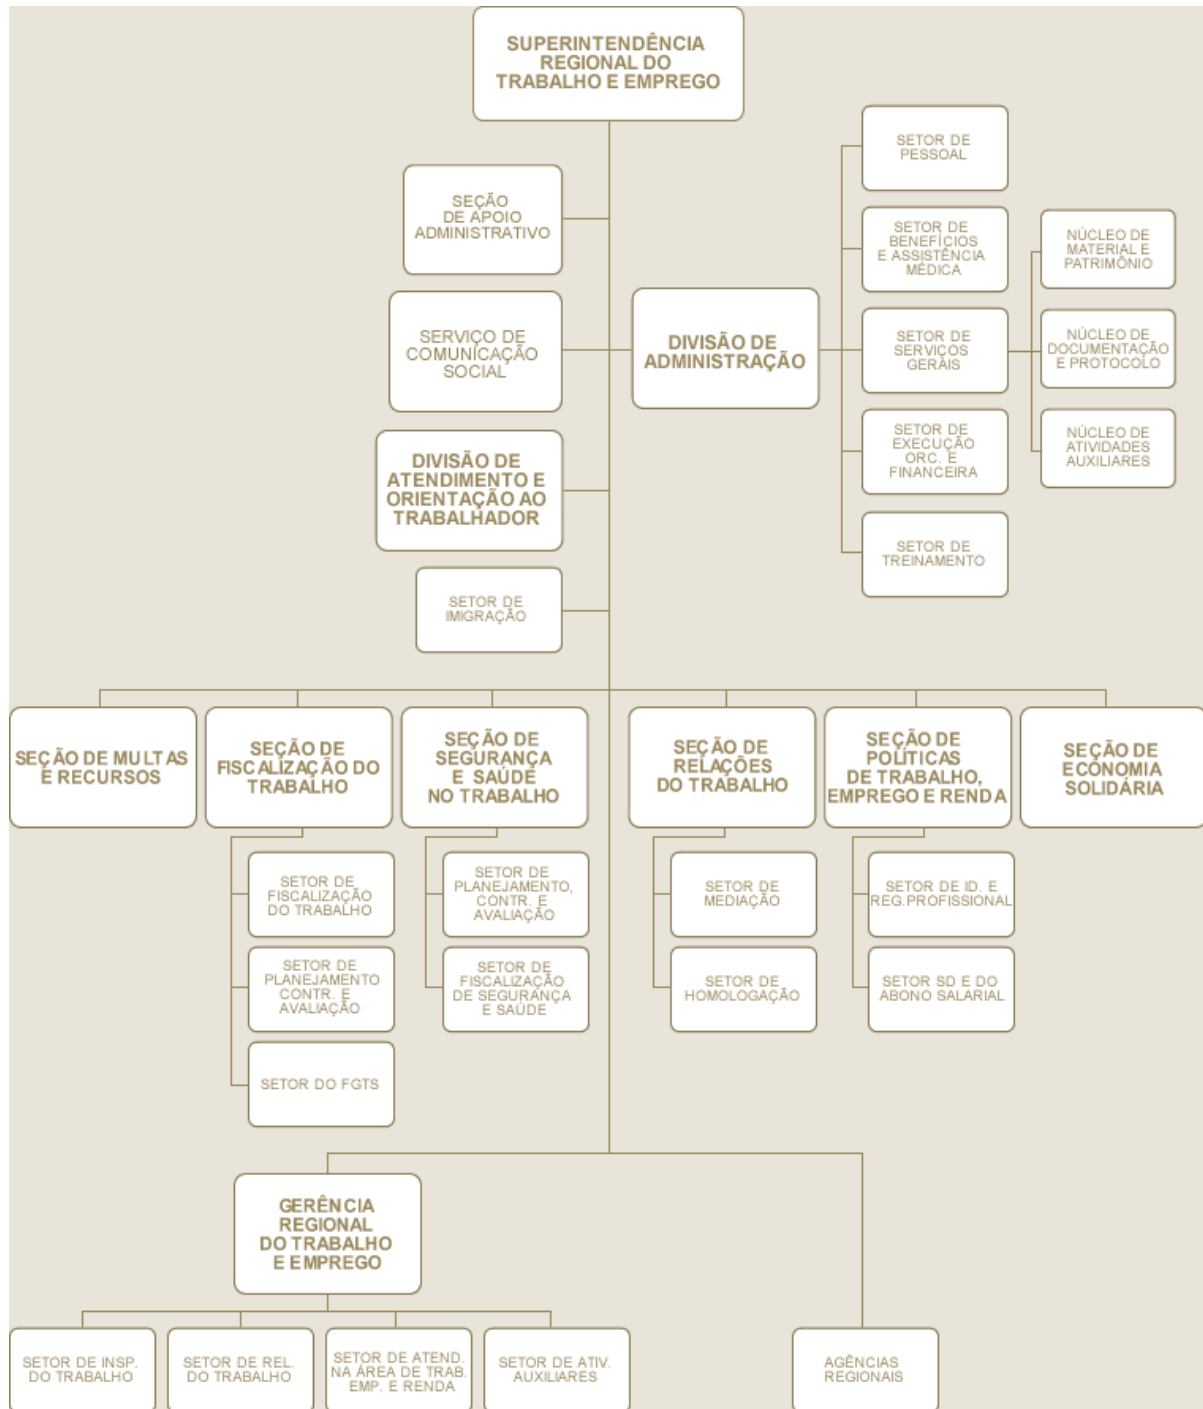 SUPERINTENDÊNCIA
REGIONAL DO
TRABALHO E EMPREGO
SEÇÃO
DE APOIO
ADMINISTRATIVO
SERVIÇO DE
COMUNICAÇÃO
SOCIAL
DIVISÃO DE
ATENDIMENTO E
ORIENTAÇÃO AO
TRABALHADOR
SETOR DE
IMIGRAÇÃO
DIVISÃO DE
ADMINISTRAÇÃO
SETOR DE
PESSOAL
SETOR DE
BENEFÍCIOS
E ASSISTÊNCIA
MÉDICA
SETOR DE
SERVIÇOS
GERAIS
SETOR DE
EXECUÇÃO
ORC. E
FINANCEIRA
SETOR DE
TREINAMENTO
NÚCLEO DE
MATERIAL E
PATRIMÔNIO
NÚCLEO DE
DOCUMENTAÇÃO
E PROTOCOLO
NÚCLEO DE
ATIVIDADES
AUXILIARES
SEÇÃO DE MULTAS
E RECURSOS
SEÇÃO DE
FISCALIZAÇÃO DO
TRABALHO
SEÇÃO DE
SEGURANÇA
E SAÚDE
NO TRABALHO
SEÇÃO DE
RELAÇÕES
DO TRABALHO
SEÇÃO DE
POLÍTICAS
DE TRABALHO,
EMPREGO E RENDA
SEÇÃO DE
ECONOMIA
SOLIDÁRIA
SETOR DE
FISCALIZAÇÃO
DO TRABALHO
SETOR DE
PLANEJAMENTO
CONTR. E
AVALIAÇÃO
SETOR DO FGTS
SETOR DE
PLANEJAMENTO,
CONTR. E
AVALIAÇÃO
SETOR DE
FISCALIZAÇÃO
DE SEGURANÇA
E SAÚDE
SETOR DE
MEDIAÇÃO
SETOR DE
HOMOLOGAÇÃO
SETOR DE ID. E
REG.PROFISSIONAL
SETOR SD E DO
ABONO SALARIAL
GERÊNCIA
REGIONAL
DO TRABALHO
E EMPREGO
SETOR DE INSP.
DO TRABALHO
SETOR DE REL.
DO TRABALHO
SETOR DE ATEND.
NA ÁREA DE TRAB.
EMP. E RENDA
SETOR DE ATIV.
AUXILIARES
AGÊNCIAS
REGIONAIS